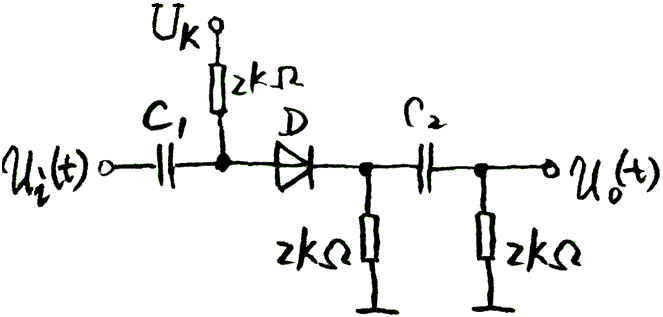 U_K
2kΩ
C_1
D
C_2
u_i(t)
u_o(t)
2kΩ
2kΩ